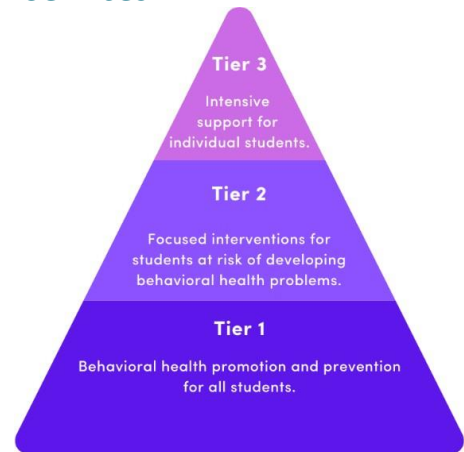 Tier 3
Intensive
support for
individual students.
Tier 2
Focused interventions for
students at risk of developing
behavioral health problems.
Tier 1
Behavioral health promotion and prevention
for all students.